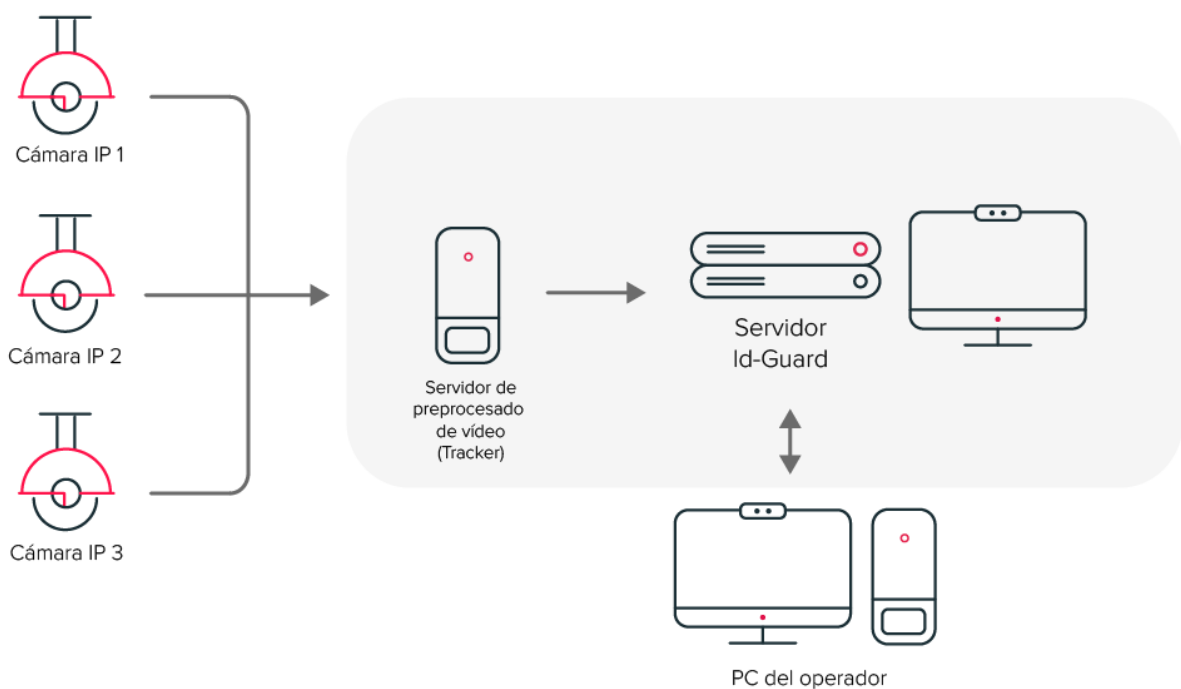 Cámara IP 1
Cámara IP 2
Cámara IP 3
Servidor de
preprocesado
de vídeo
(Tracker)
Servidor
Id-Guard
PC del operador